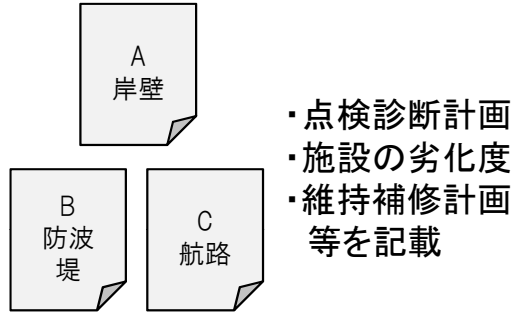 A
岸壁
B
防波
堤
C
航路
・点検診断計画
・施設の劣化度
・維持補修計画
等を記載